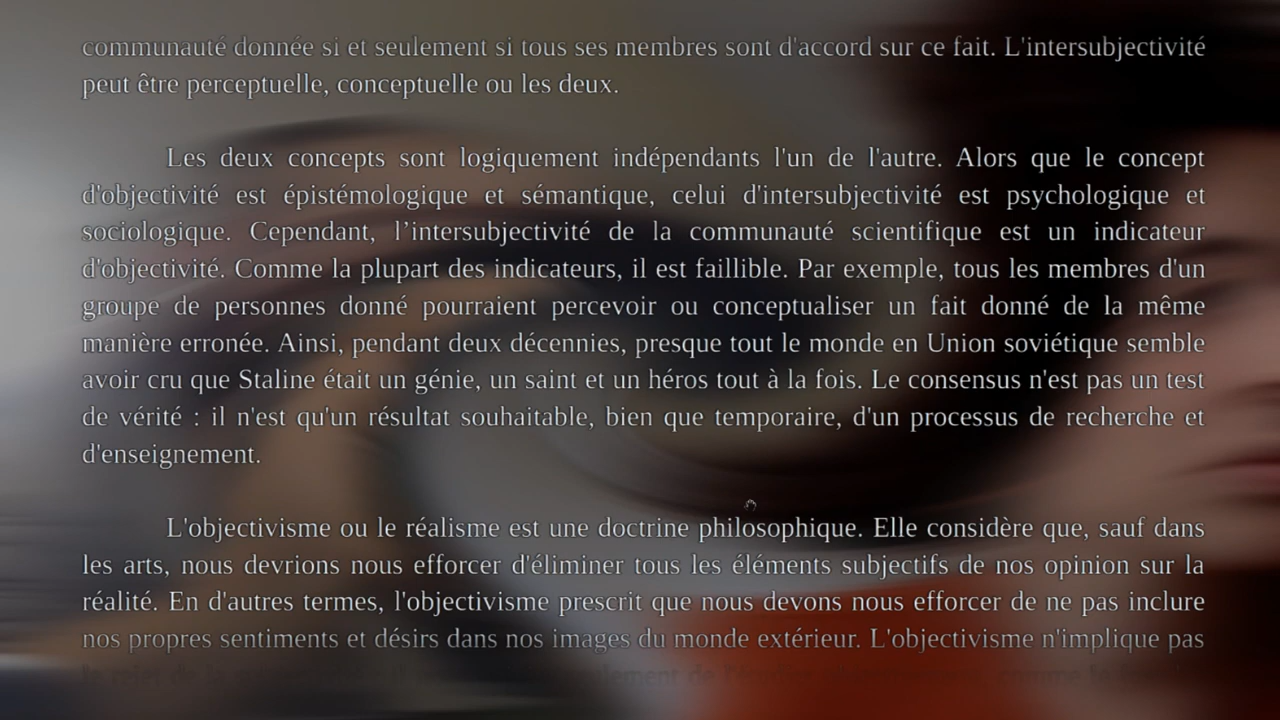 communauté donnée si et seulement si tous ses membres sont d'accord sur ce fait. L'intersubjectivité
peut être perceptuelle, conceptuelle ou les deux.
Les deux concepts sont logiquement indépendants l'un de l'autre. Alors que le concept
d'objectivité est épistémologique et sémantique, celui d'intersubjectivité est psychologique et
sociologique. Cependant, l’intersubjectivité de la communauté scientifique est un indicateur
d'objectivité. Comme la plupart des indicateurs, il est faillible. Par exemple, tous les membres d'un
groupe de personnes donné pourraient percevoir ou conceptualiser un fait donné de la même
manière erronée. Ainsi, pendant deux décennies, presque tout le monde en Union soviétique semble
avoir cru que Staline était un génie, un saint et un héros tout à la fois. Le consensus n'est pas un test
de vérité : il n'est qu'un résultat souhaitable, bien que temporaire, d'un processus de recherche et
d'enseignement.
L'objectivisme ou le réalisme est une doctrine philosophique. Elle considère que, sauf dans
les arts, nous devrions nous efforcer d'éliminer tous les éléments subjectifs de nos opinion sur la
réalité. En d'autres termes, l'objectivisme prescrit que nous devons nous efforcer de ne pas inclure
nos propres sentiments et désirs dans nos images du monde extérieur. L'objectivisme n'implique pas